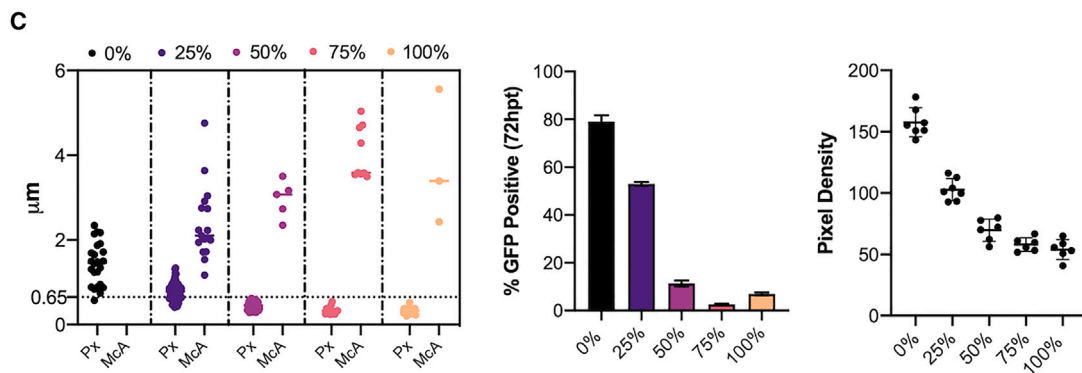 C
0% 25% 50% 75% 100%
6
4
2
0.65
0
μm
Px McA Px McA Px McA Px McA Px McA
100
80
60
40
20
0
% GFP Positive (72hpt)
0% 25% 50% 75% 100%
200
150
100
50
0
Pixel Density
0% 25% 50% 75% 100%